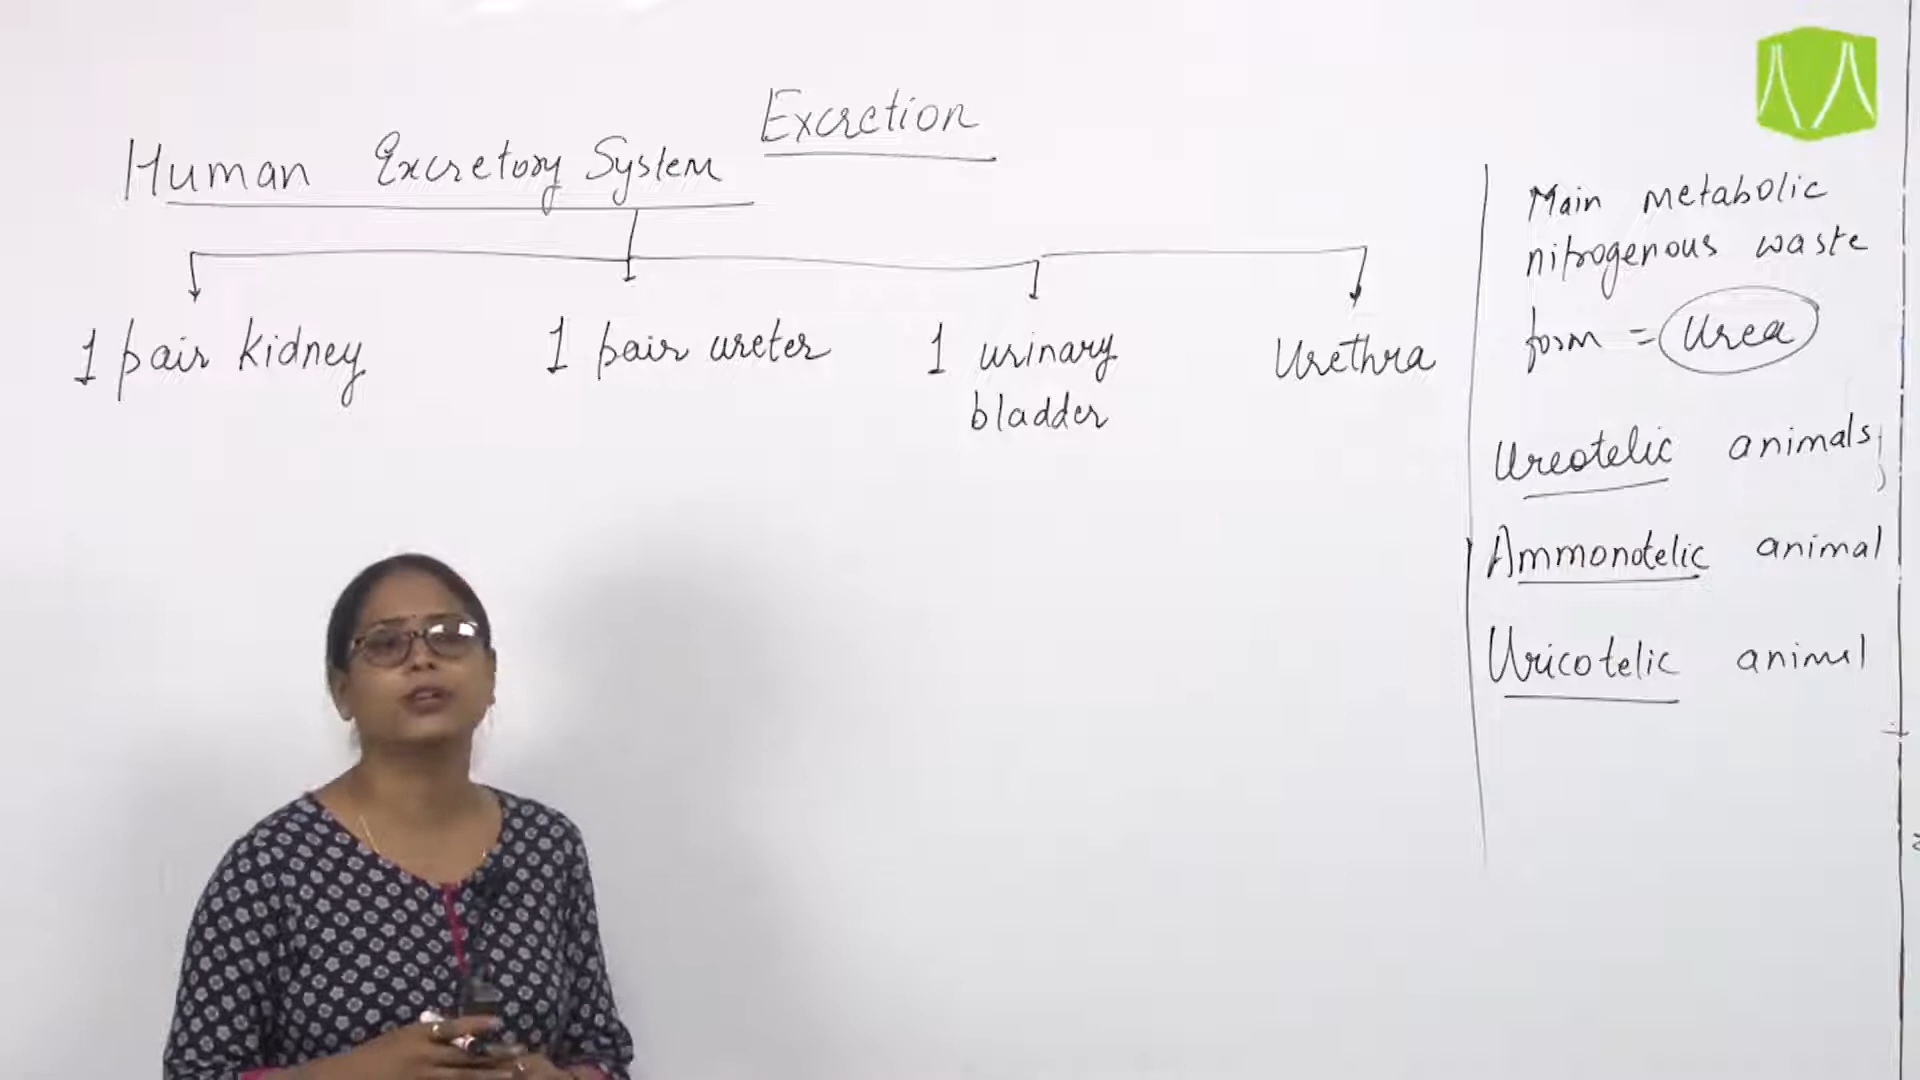 Excretion
Human Excretory System
1 pair kidney
1 pair ureter
1 urinary
bladder
Urethra
Main metabolic
nitrogenous waste
form = Urea
Ureotelic animals,
Ammonotelic animal
Uricotelic animal